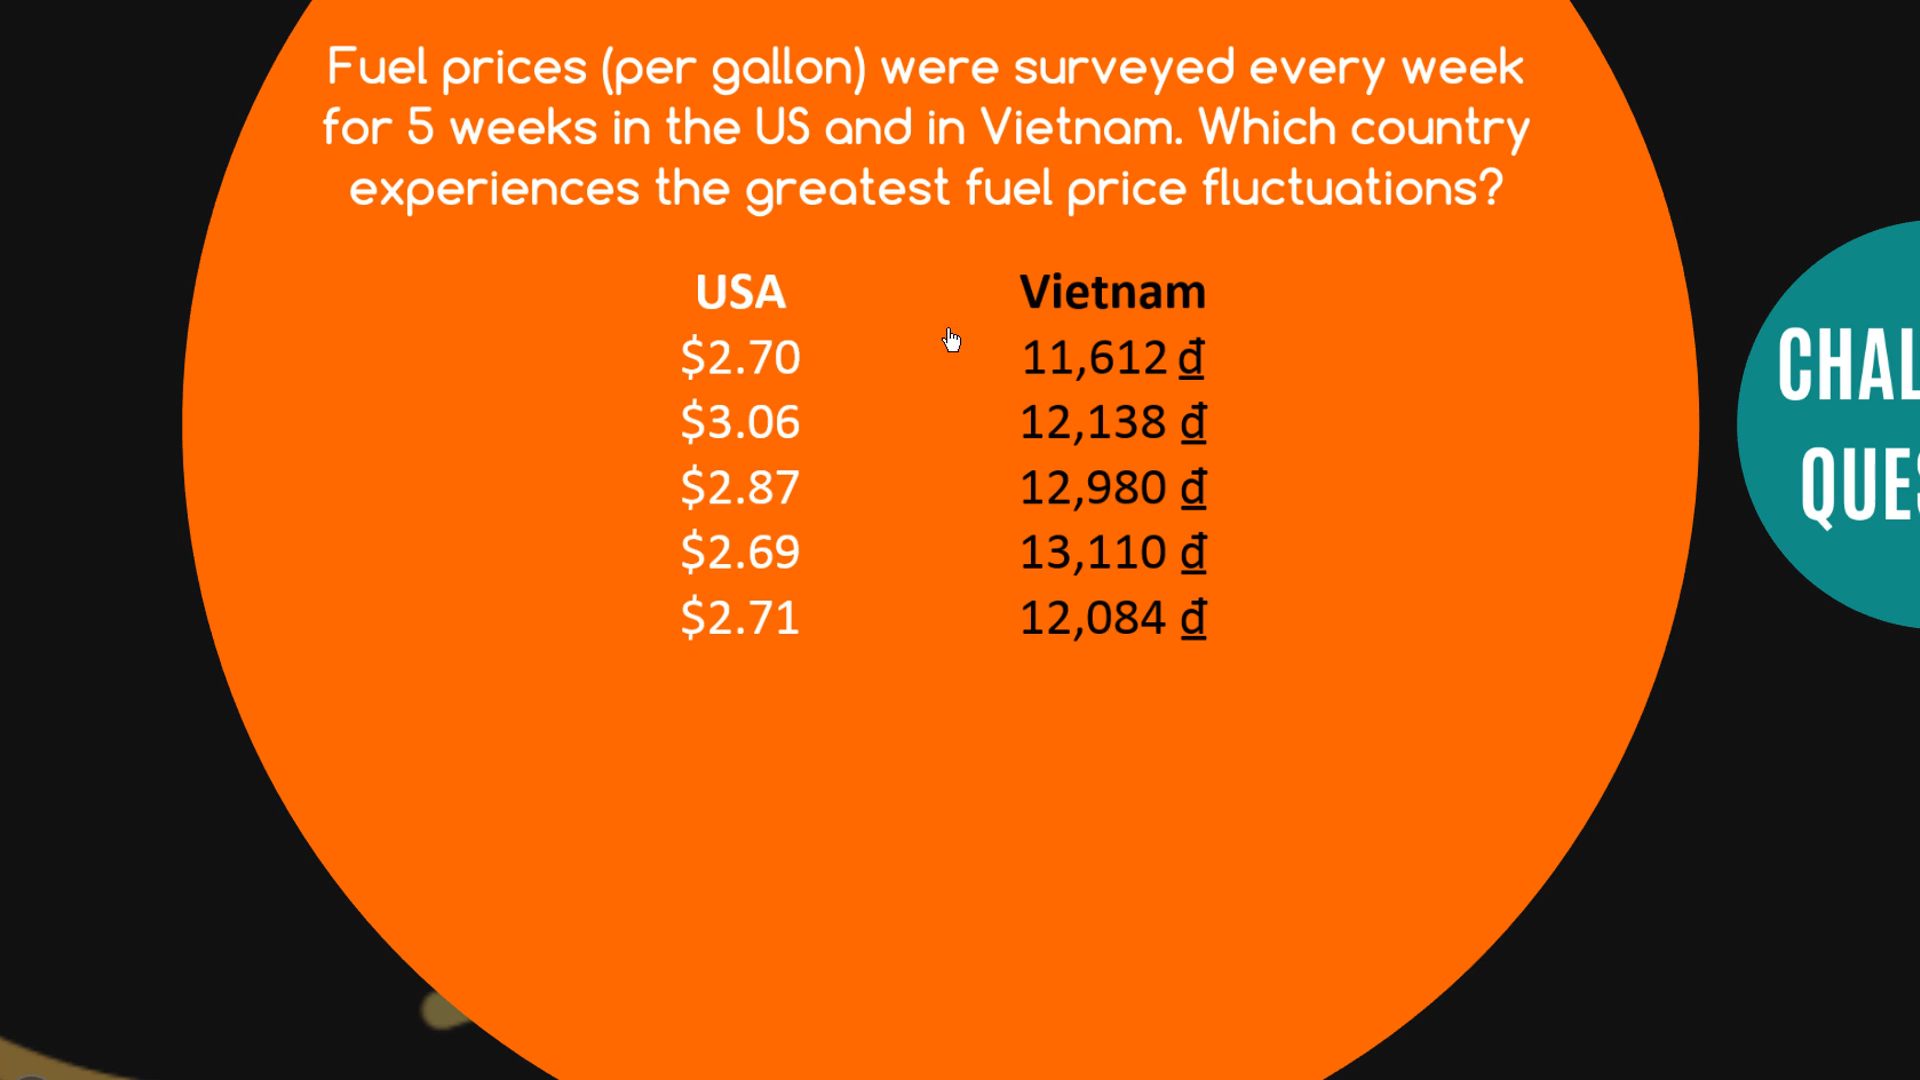 Fuel prices (per gallon) were surveyed every week
for 5 weeks in the US and in Vietnam. Which country
experiences the greatest fuel price fluctuations?
USA Vietnam
$2.70 11,612 ₫
$3.06 12,138 ₫
$2.87 12,980 ₫
$2.69 13,110 ₫
$2.71 12,084 ₫
CHAL
QUES